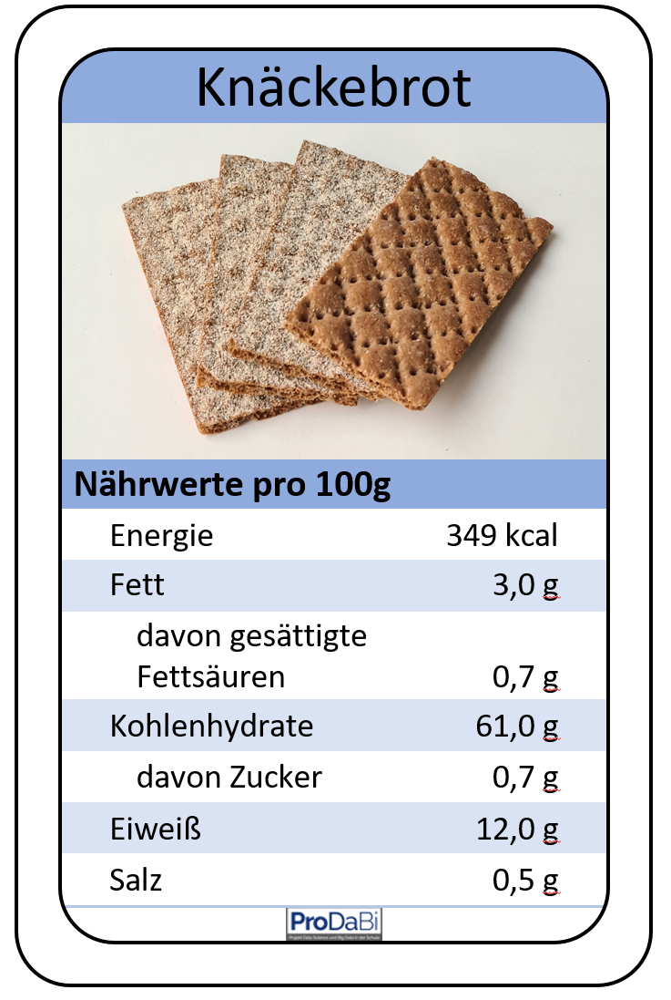 Knäckebrot
Nährwerte pro 100g
Energie 349 kcal
Fett 3,0 g
davon gesättigte
Fettsäuren 0,7 g
Kohlenhydrate 61,0 g
davon Zucker 0,7 g
Eiweiß 12,0 g
Salz 0,5 g
ProDaBi
Projekt Data Science und Big Data in der Schule